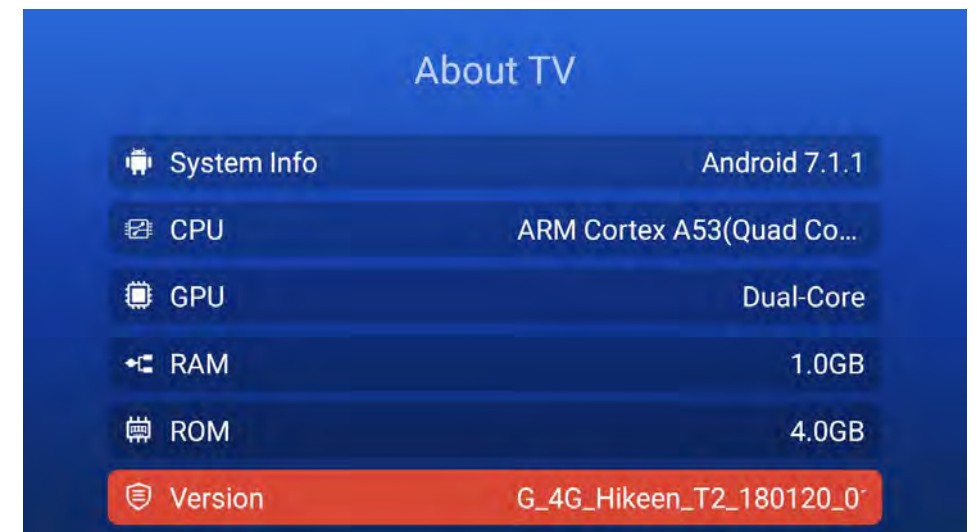 About TV
System Info Android 7.1.1
CPU ARM Cortex A53(Quad Co...
GPU Dual-Core
RAM 1.0GB
ROM 4.0GB
Version G_4G_Hikeen_T2_180120_0